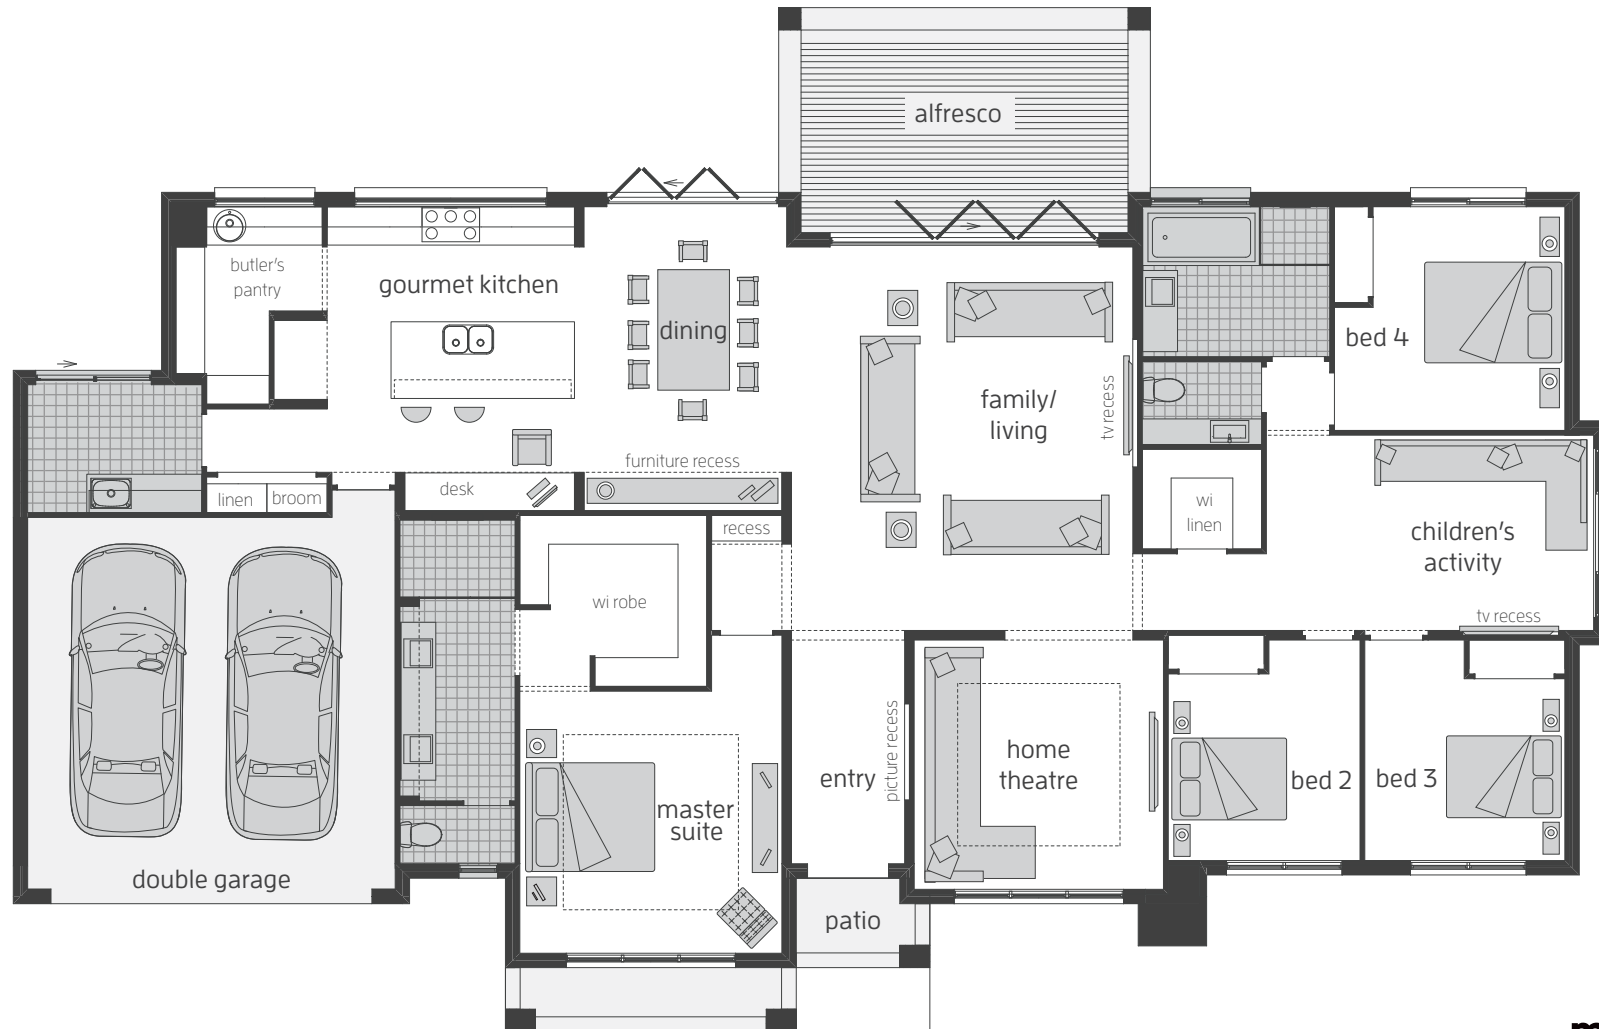 alfresco
butler's
pantry
gourmet kitchen
dining
bed 4
family/
living
tv recess
furniture recess
desk
linen
broom
wi
linen
children's
activity
recess
wi robe
tv recess
picture recess
home
theatre
entry
bed 2
bed 3
master
suite
double garage
patio